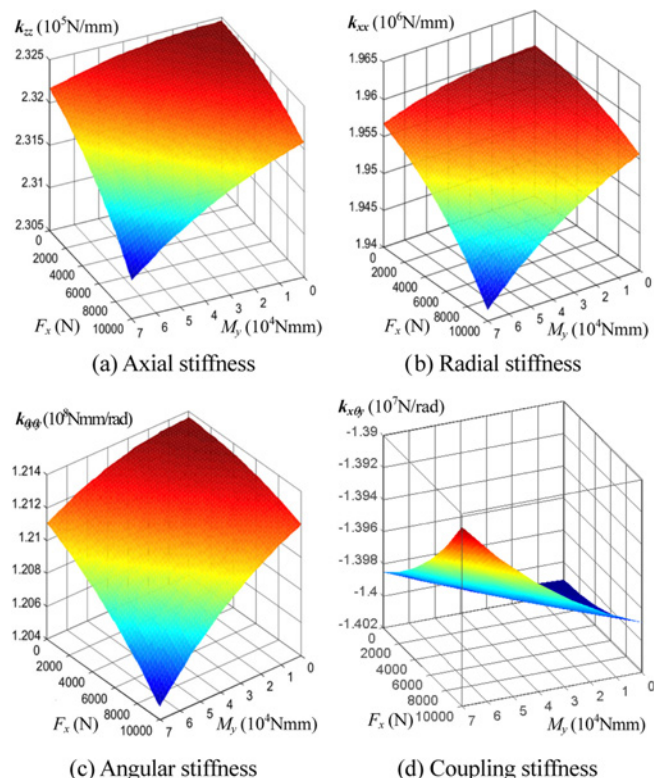 k_zz (10^5N/mm)
2.325
2.32
2.315
2.31
2.305
0
2000
4000
6000
8000
10000
F_x (N)
7 6 5 4 3 2 1 0
M_y (10^4Nmm)
(a) Axial stiffness
k_xx (10^6N/mm)
1.965
1.96
1.955
1.95
1.945
1.94
0
2000
4000
6000
8000
10000
F_x (N)
7 6 5 4 3 2 1 0
M_y (10^4Nmm)
(b) Radial stiffness
k_θyθy (10^8Nmm/rad)
1.214
1.212
1.21
1.208
1.206
1.204
0
2000
4000
6000
8000
10000
F_x (N)
7 6 5 4 3 2 1 0
M_y (10^4Nmm)
(c) Angular stiffness
k_xθy (10^7N/rad)
-1.39
-1.392
-1.394
-1.396
-1.398
-1.4
-1.402
0
2000
4000
6000
8000
10000
F_x (N)
7 6 5 4 3 2 1 0
M_y (10^4Nmm)
(d) Coupling stiffness